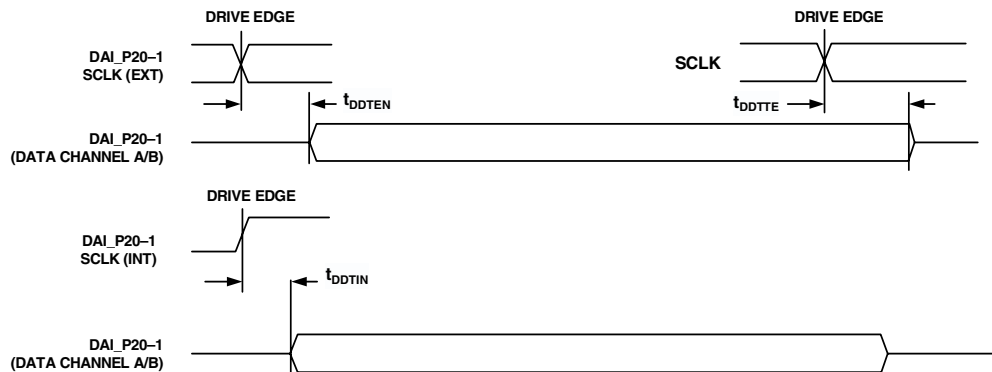 DRIVE EDGE
DRIVE EDGE
DAI_P20–1
SCLK (EXT)
SCLK
tDDTEN
tDDTTE
DAI_P20–1
(DATA CHANNEL A/B)
DRIVE EDGE
DAI_P20–1
SCLK (INT)
tDDTIN
DAI_P20–1
(DATA CHANNEL A/B)